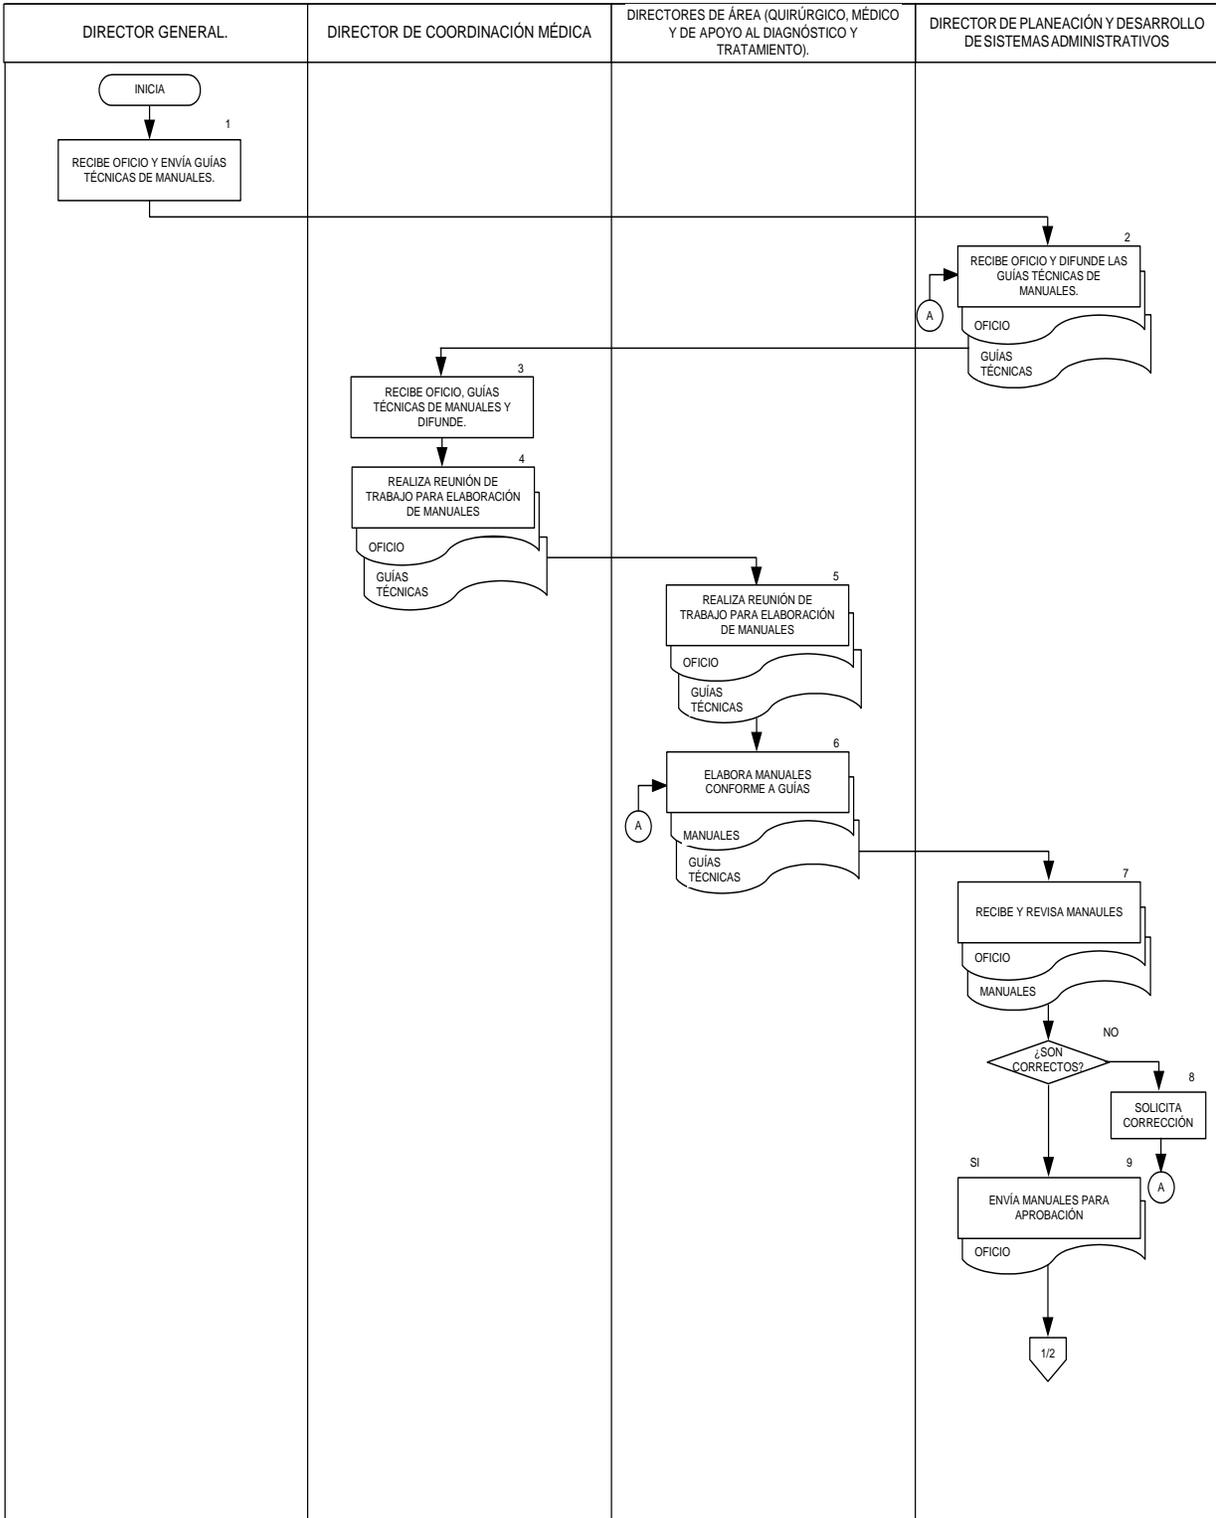 DIRECTOR GENERAL.
DIRECTOR DE COORDINACIÓN MÉDICA
DIRECTORES DE ÁREA (QUIRÚRGICO, MÉDICO
Y DE APOYO AL DIAGNÓSTICO Y
TRATAMIENTO).
DIRECTOR DE PLANEACIÓN Y DESARROLLO
DE SISTEMAS ADMINISTRATIVOS
INICIA
1
RECIBE OFICIO Y ENVÍA GUÍAS
TÉCNICAS DE MANUALES.
2
RECIBE OFICIO Y DIFUNDE LAS
GUÍAS TÉCNICAS DE
MANUALES.
A
OFICIO
GUÍAS
TÉCNICAS
3
RECIBE OFICIO, GUÍAS
TÉCNICAS DE MANUALES Y
DIFUNDE.
4
REALIZA REUNIÓN DE
TRABAJO PARA ELABORACIÓN
DE MANUALES
OFICIO
GUÍAS
TÉCNICAS
5
REALIZA REUNIÓN DE
TRABAJO PARA ELABORACIÓN
DE MANUALES
OFICIO
GUÍAS
TÉCNICAS
6
ELABORA MANUALES
CONFORME A GUÍAS
A
MANUALES
GUÍAS
TÉCNICAS
7
RECIBE Y REVISA MANAULES
OFICIO
MANUALES
NO
¿SON
CORRECTOS?
8
SOLICITA
CORRECCIÓN
SI
9
A
ENVÍA MANUALES PARA
APROBACIÓN
OFICIO
1/2